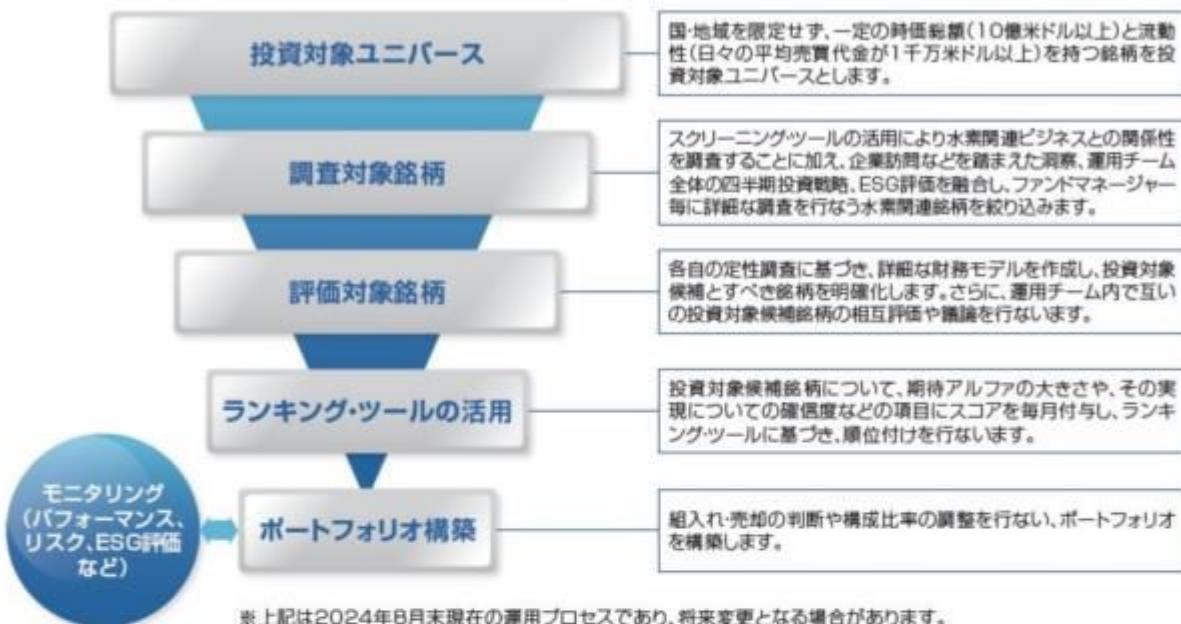 投資対象ユニバース
国・地域を限定せず、一定の時価総額(10億米ドル以上)と流動
性(日々の平均売買代金が1千万米ドル以上)を持つ銘柄を投
資対象ユニバースとします。
調査対象銘柄
スクリーニング・ツールの活用により水素関連ビジネスとの関係性
を調査することに加え、企業訪問などを踏まえた洞察、運用チーム
全体の四半期投資戦略、ESG評価を融合し、ファンドマネージャー
毎に詳細な調査を行なう水素関連銘柄を絞り込みます。
評価対象銘柄
各自の定性調査に基づき、詳細な財務モデルを作成し、投資対象
候補とすべき銘柄を明確化します。さらに、運用チーム内で互い
の投資対象候補銘柄の相互評価や議論を行ないます。
ランキング・ツールの活用
投資対象候補銘柄について、期待アルファの大きさや、その実
現についての確信度などの項目にスコアを毎月付与し、ランキ
ング・ツールに基づき、順位付けを行ないます。
モニタリング
(パフォーマンス、
リスク、ESG評価
など)
ポートフォリオ構築
組入れ・売却の判断や構成比率の調整を行ない、ポートフォリオ
を構築します。
※上記は2024年8月末現在の運用プロセスであり、将来変更となる場合があります。